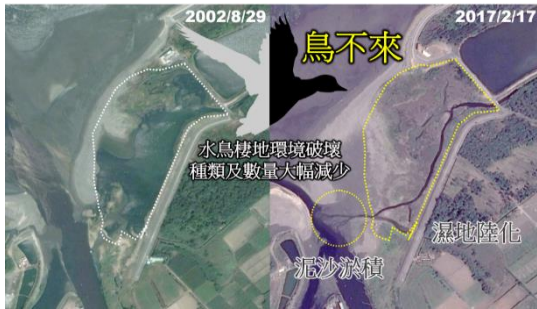 2002/8/29
2017/2/17
鳥不來
水鳥棲地環境破壞
種類及數量大幅減少
濕地陸化
泥沙淤積